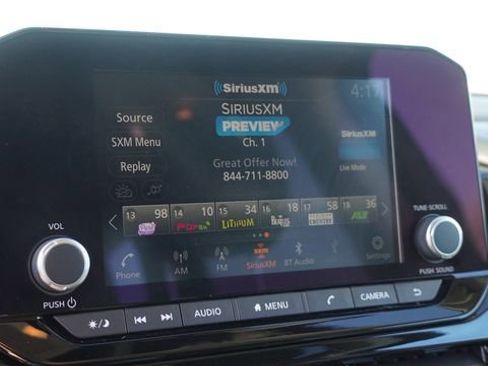 SiriusXM
4:17
SIRIUSXM
PREVIEW
Source
SXM Menu
Replay
Ch. 1
Great Offer Now!
844-711-8800
SiriusXM
Live Mode
13 98
14 10
15 34
16 18
17 58
18 36
LITHIUM
Phone
AM
FM
SiriusXM
BT Audio
Settings
VOL
PUSH
TUNE-SCROLL
PUSH SOUND
AUDIO
MENU
CAMERA